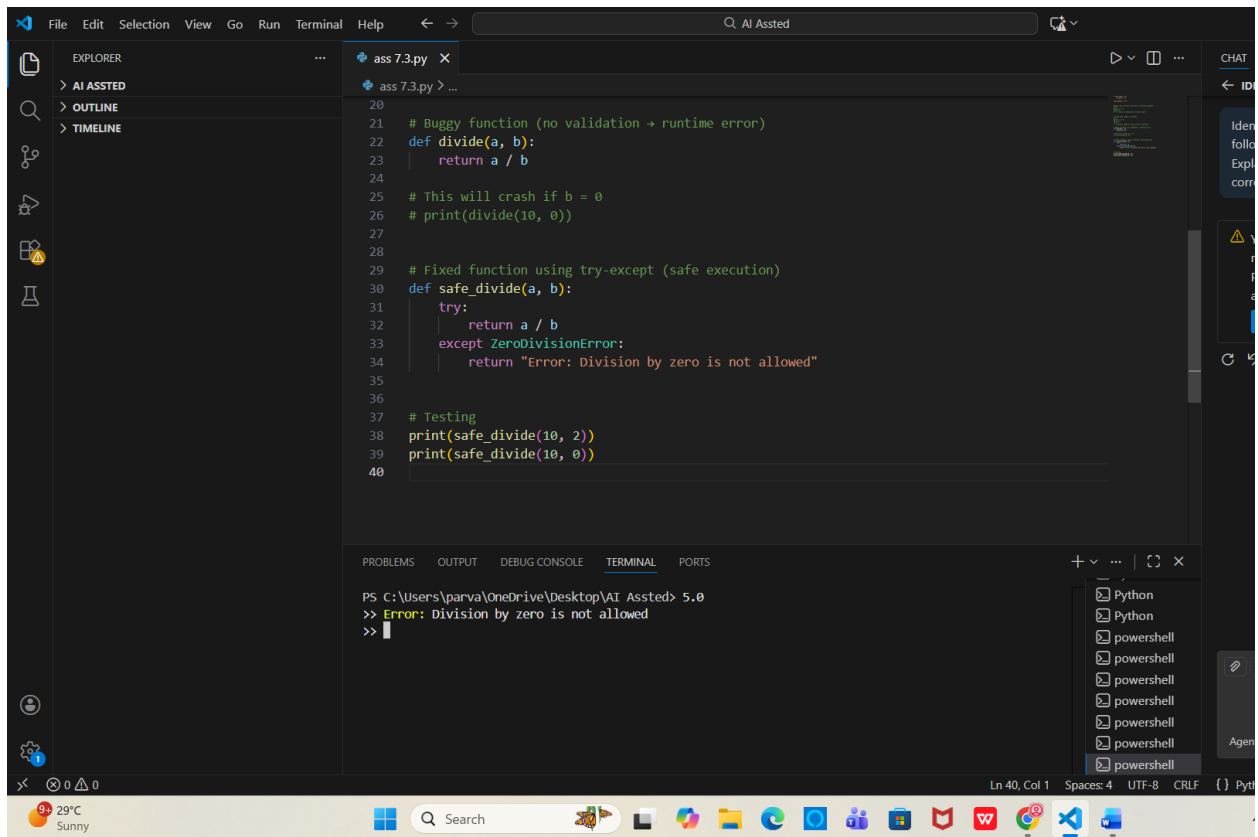 File Edit Selection View Go Run Terminal Help
AI Assted
EXPLORER
AI ASSTED
OUTLINE
TIMELINE
ass 7.3.py
ass 7.3.py > ...
20
21 # Buggy function (no validation → runtime error)
22 def divide(a, b):
23 return a / b
24
25 # This will crash if b = 0
26 # print(divide(10, 0))
27
28
29 # Fixed function using try-except (safe execution)
30 def safe_divide(a, b):
31 try:
32 return a / b
33 except ZeroDivisionError:
34 return "Error: Division by zero is not allowed"
35
36
37 # Testing
38 print(safe_divide(10, 2))
39 print(safe_divide(10, 0))
40
CHAT
PROBLEMS OUTPUT DEBUG CONSOLE TERMINAL PORTS
PS C:\Users\parva\OneDrive\Desktop\AI Assted> 5.0
>> Error: Division by zero is not allowed
>>
Python
Python
powershell
powershell
powershell
powershell
powershell
powershell
powershell
1
0 0
Ln 40, Col 1 Spaces: 4 UTF-8 CRLF
9+ 29°C
Sunny
Search